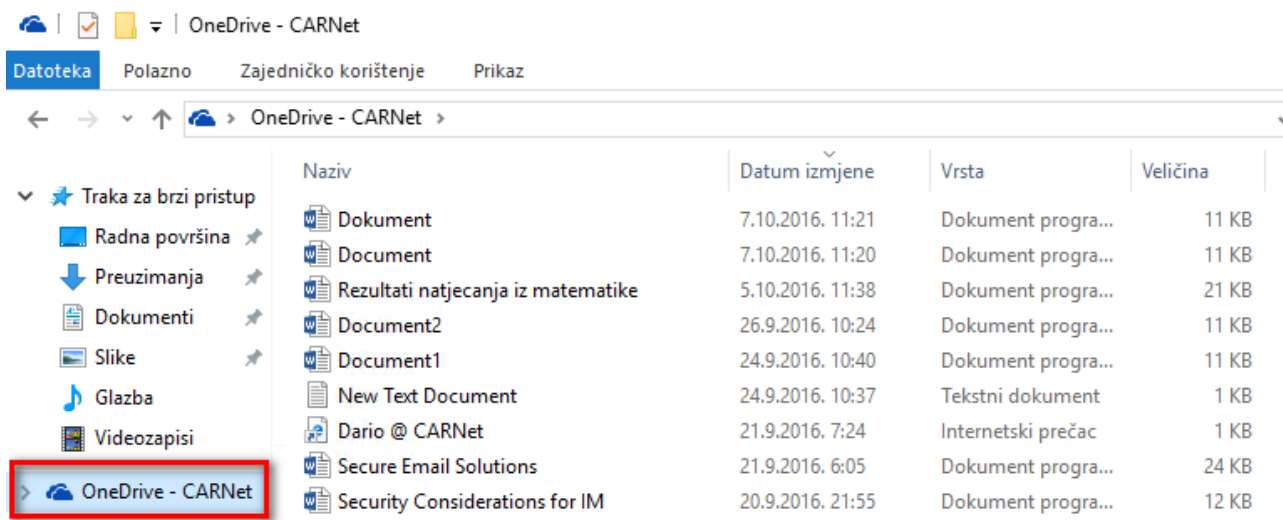 OneDrive - CARNet
Datoteka Polazno Zajedničko korištenje Prikaz
OneDrive - CARNet
Naziv Datum izmjene Vrsta Veličina
Traka za brzi pristup
Radna površina
Preuzimanja
Dokumenti
Slike
Glazba
Videozapisi
OneDrive - CARNet
Dokument 7.10.2016. 11:21 Dokument progra... 11 KB
Document 7.10.2016. 11:20 Dokument progra... 11 KB
Rezultati natjecanja iz matematike 5.10.2016. 11:38 Dokument progra... 21 KB
Document2 26.9.2016. 10:24 Dokument progra... 11 KB
Document1 24.9.2016. 10:40 Dokument progra... 11 KB
New Text Document 24.9.2016. 10:37 Tekstni dokument 1 KB
Dario @ CARNet 21.9.2016. 7:24 Internetski prečac 1 KB
Secure Email Solutions 21.9.2016. 6:05 Dokument progra... 24 KB
Security Considerations for IM 20.9.2016. 21:55 Dokument progra... 12 KB